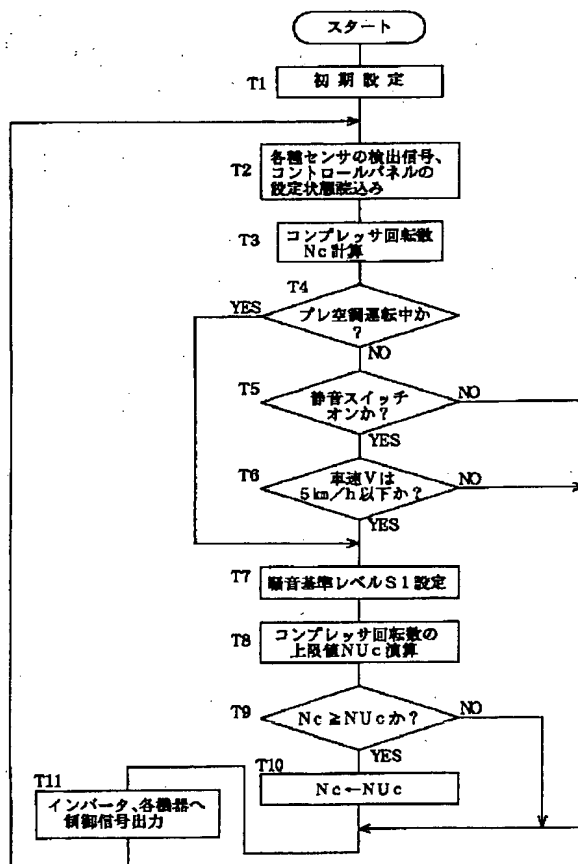 スタート
T1
初期設定
T2
各種センサの検出信号、
コントロールパネルの
設定状態読込み
T3
コンプレッサ回転数
Nc計算
T4
YES
プレ空調運転中か
?
NO
T5
静音スイッチ
オンか?
NO
YES
T6
車速Vは
5km/h以下か?
NO
YES
T7
騒音基準レベルS1設定
T8
コンプレッサ回転数の
上限値NUc演算
T9
Nc≧NUcか?
NO
YES
T10
Nc←NUc
T11
インバータ、各機器へ
制御信号出力